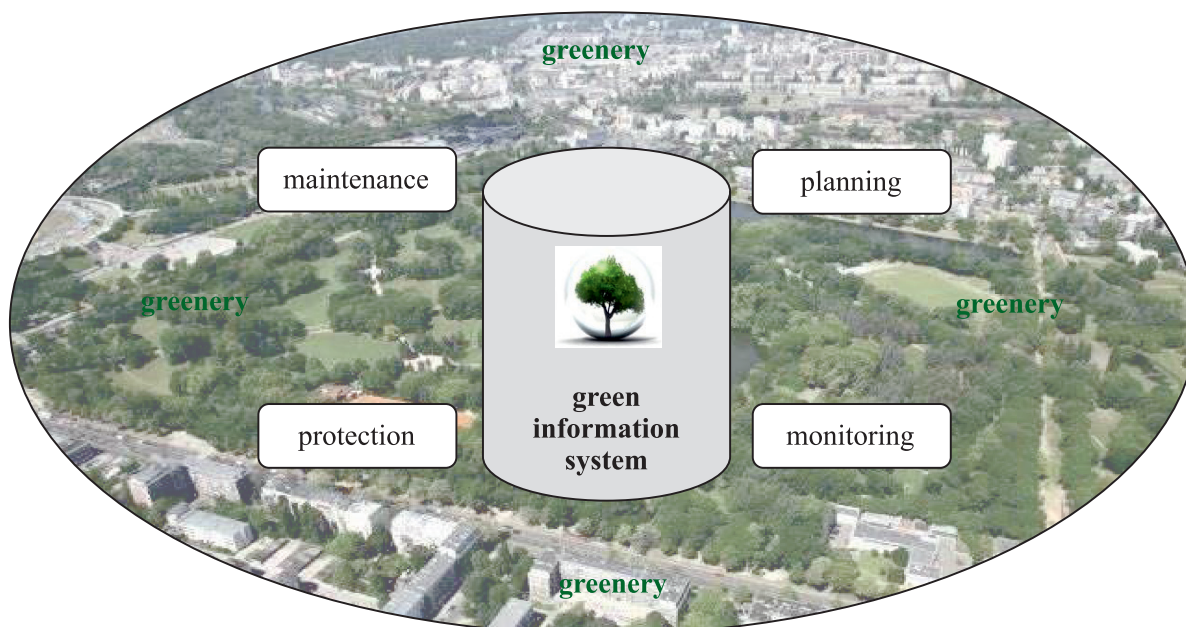 greenery
maintenance
planning
greenery
greenery
green
information
system
protection
monitoring
greenery